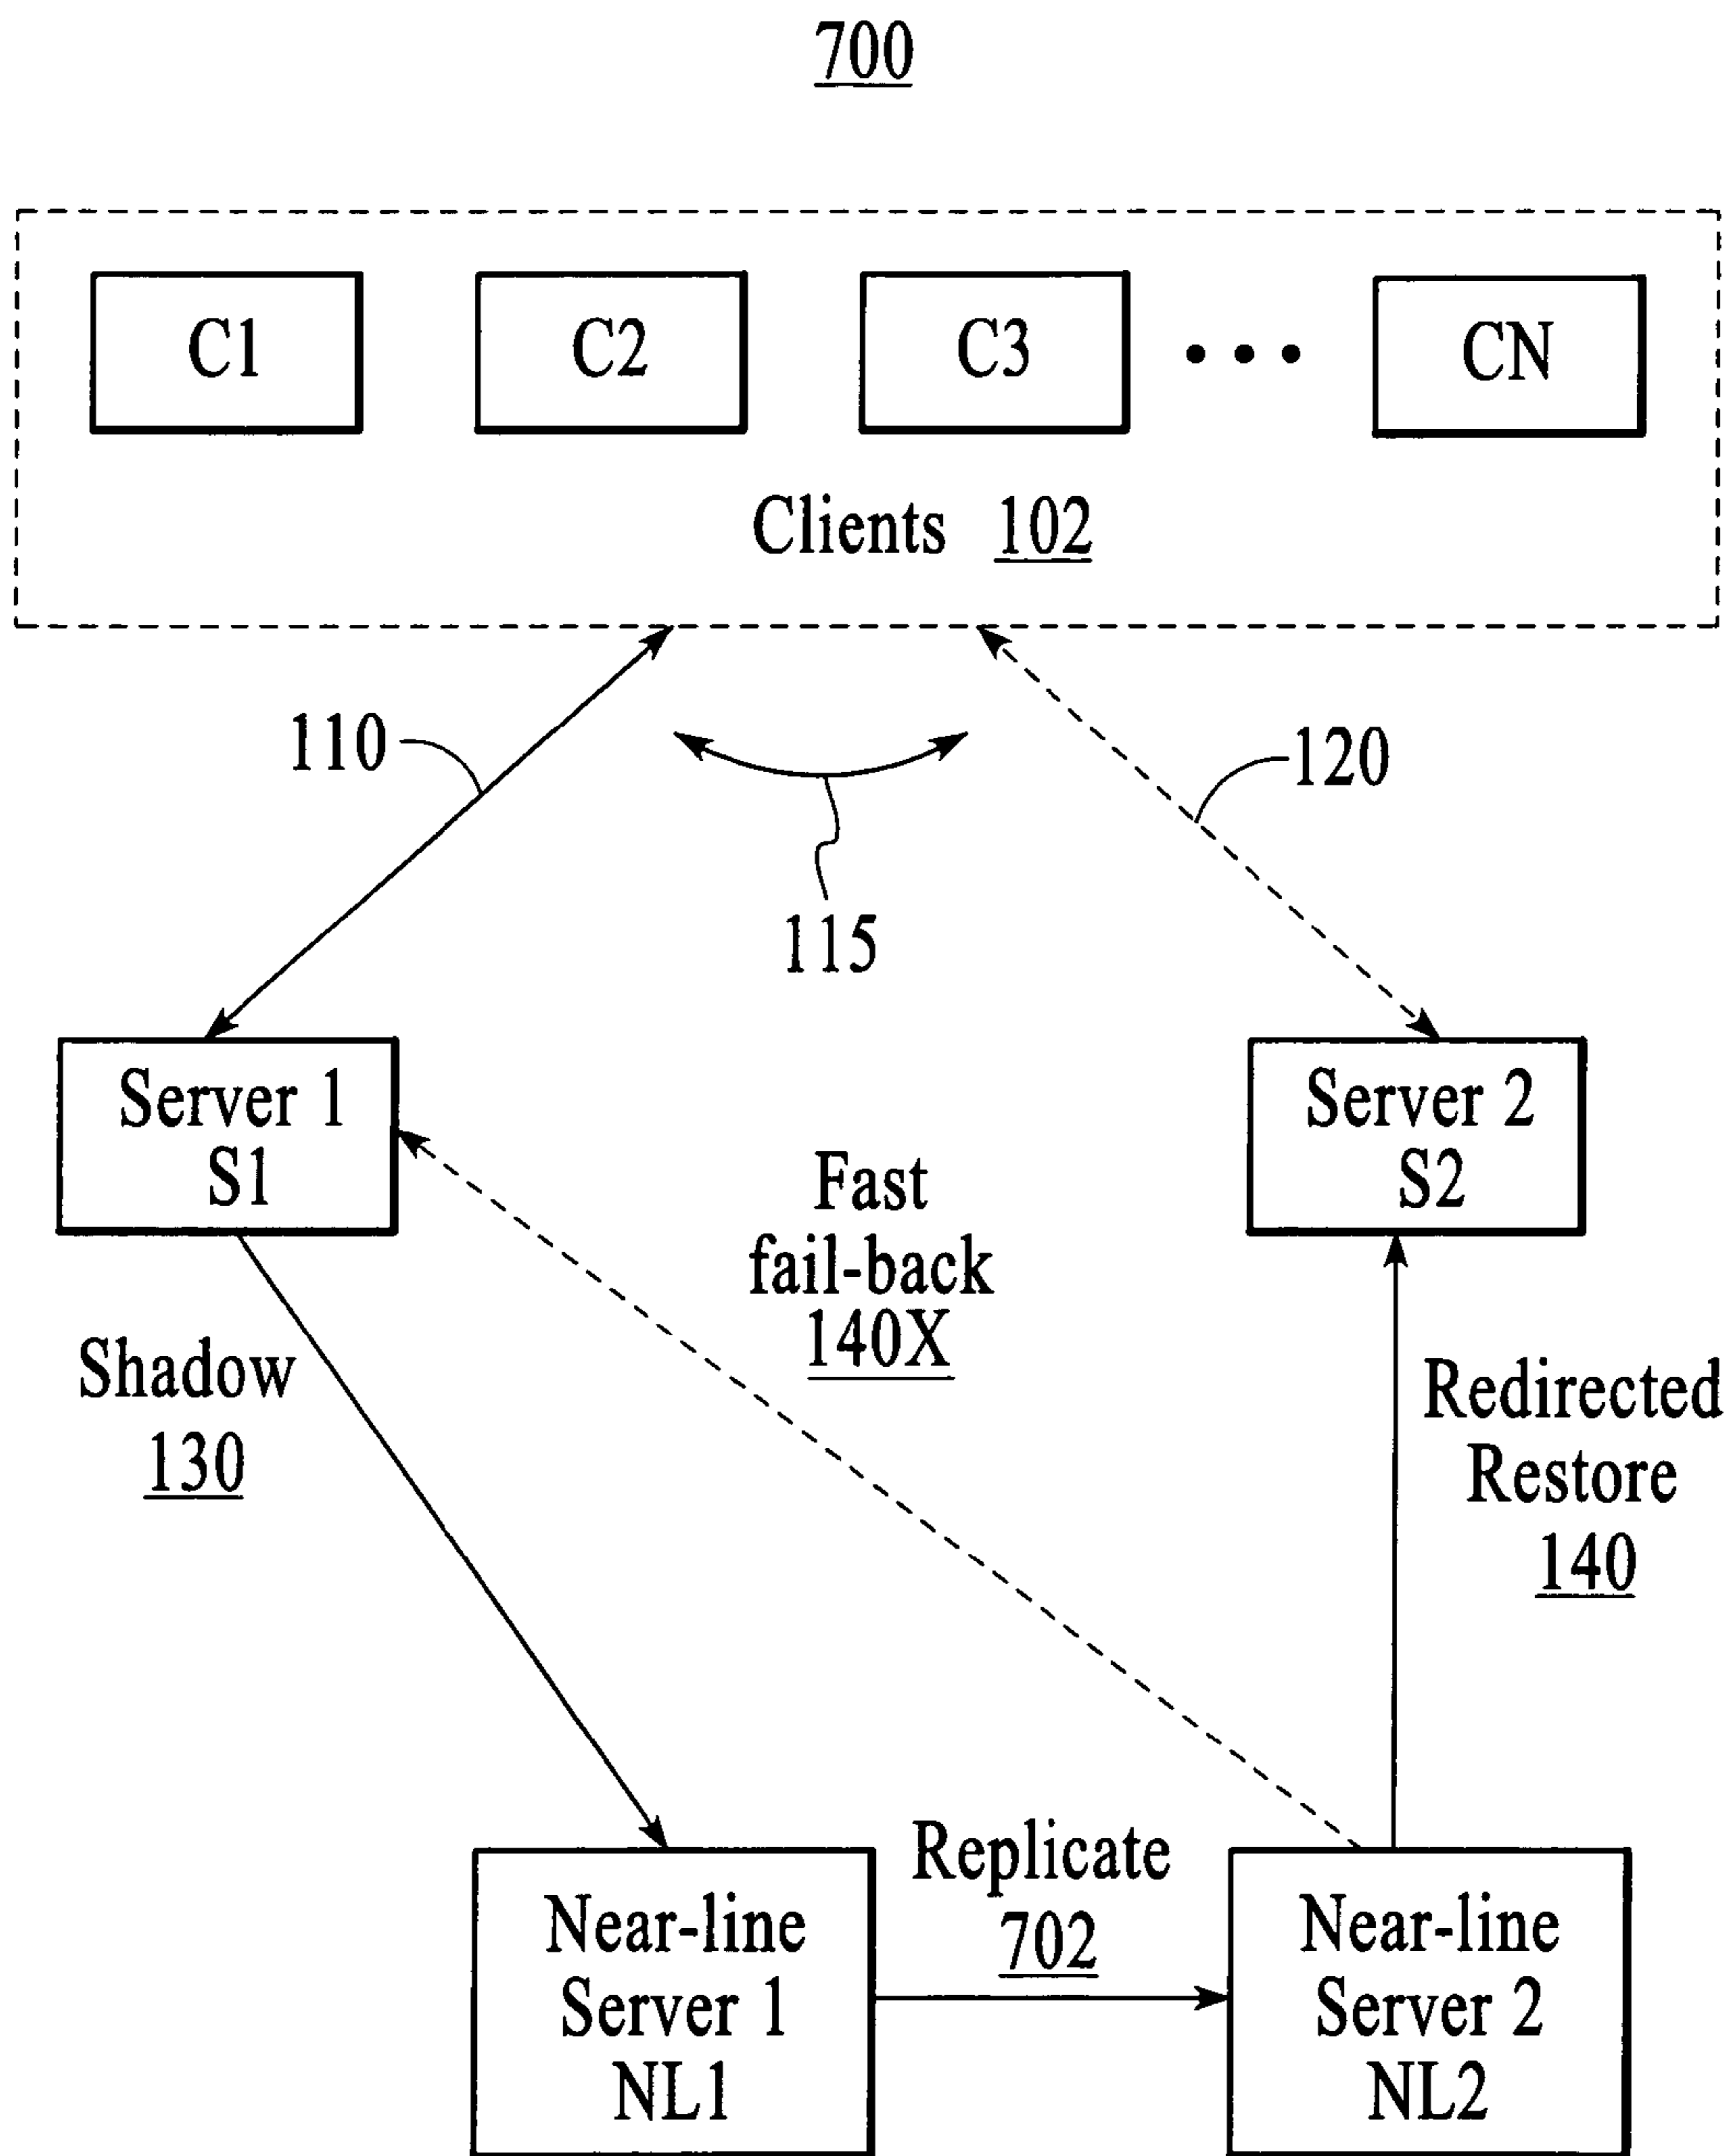 700
C1
C2
C3
CN
Clients 102
110
120
115
Server 1
S1
Server 2
S2
Fast
fail-back
140X
Shadow
130
Redirected
Restore
140
Replicate
702
Near-line
Server 1
NL1
Near-line
Server 2
NL2